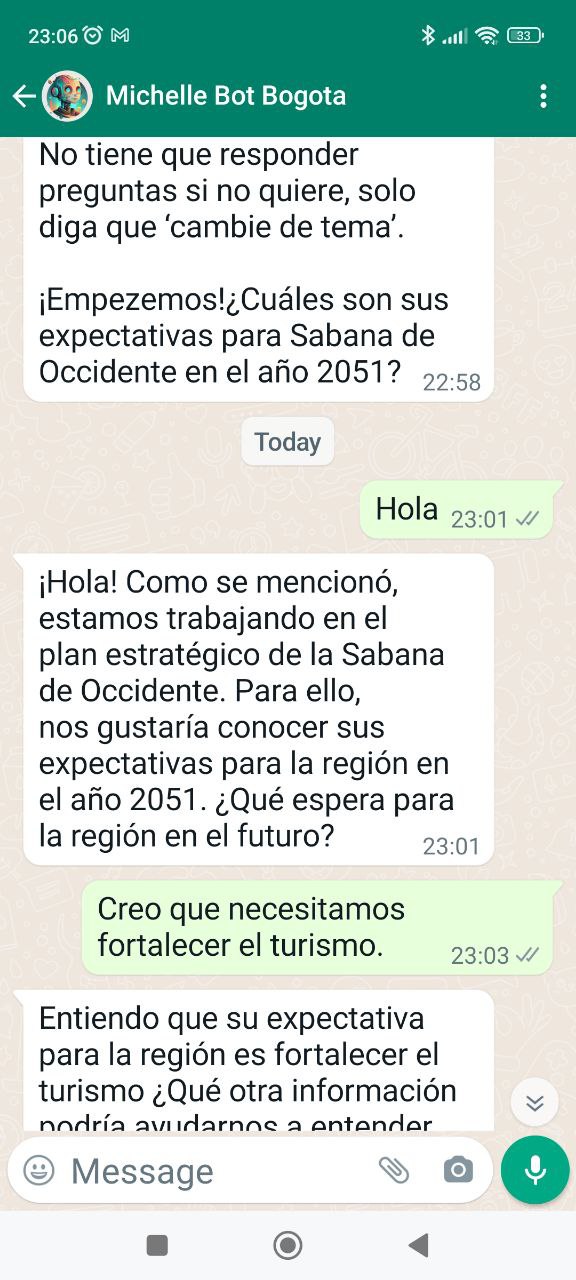 23:06
33
Michelle Bot Bogota
No tiene que responder
preguntas si no quiere, solo
diga que ‘cambie de tema’.
¡Empezemos!¿Cuáles son sus
expectativas para Sabana de
Occidente en el año 2051? 22:58
Today
Hola 23:01
¡Hola! Como se mencionó,
estamos trabajando en el
plan estratégico de la Sabana
de Occidente. Para ello,
nos gustaría conocer sus
expectativas para la región en
el año 2051. ¿Qué espera para
la región en el futuro? 23:01
Creo que necesitamos
fortalecer el turismo. 23:03
Entiendo que su expectativa
para la región es fortalecer el
turismo ¿Qué otra información
podría ayudarnos a entender
Message